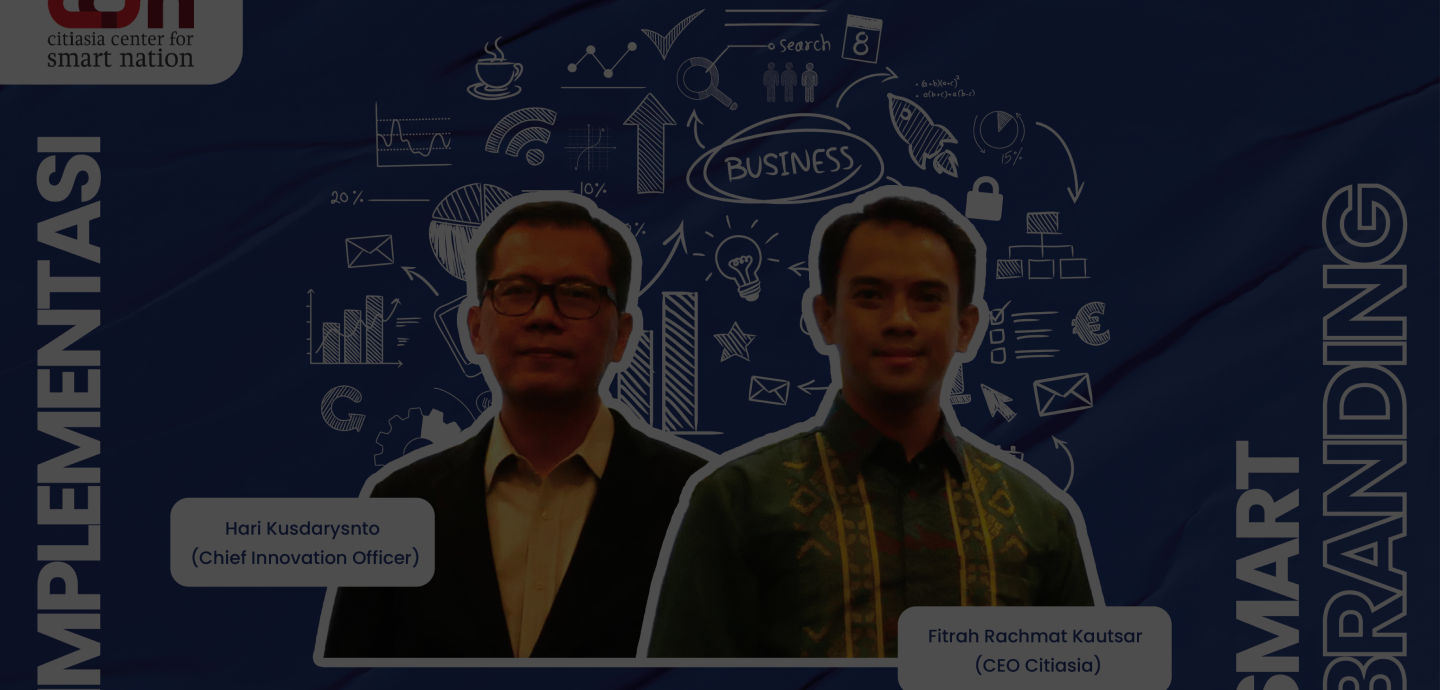 citiasia center for
smart nation
IMPLEMENTASI
search
8
BUSINESS
15%
20%
10%
€
Hari Kusdarysnto
(Chief Innovation Officer)
Fitrah Rachmat Kautsar
(CEO Citiasia)
SMART
BRANDING